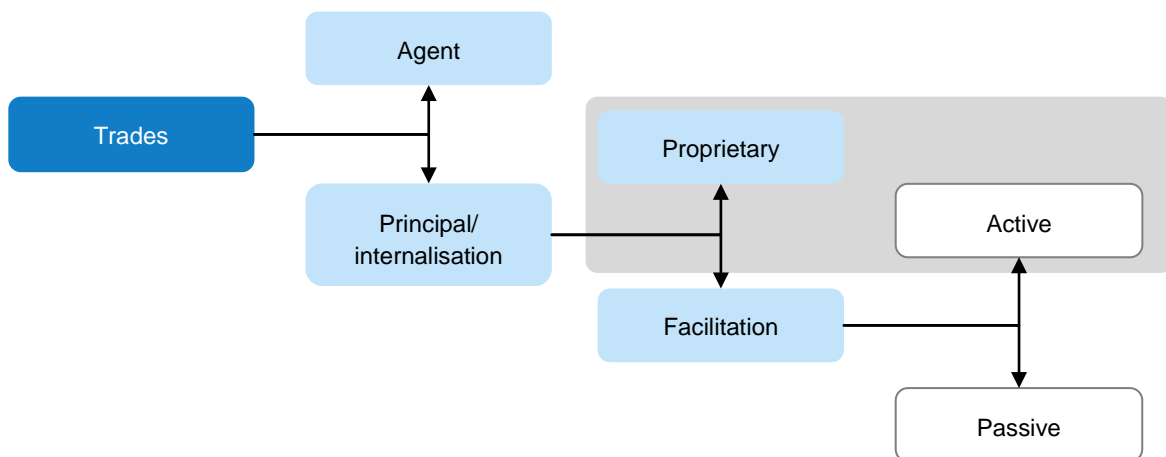 Agent
Trades
Proprietary
Principal/
internalisation
Active
Facilitation
Passive